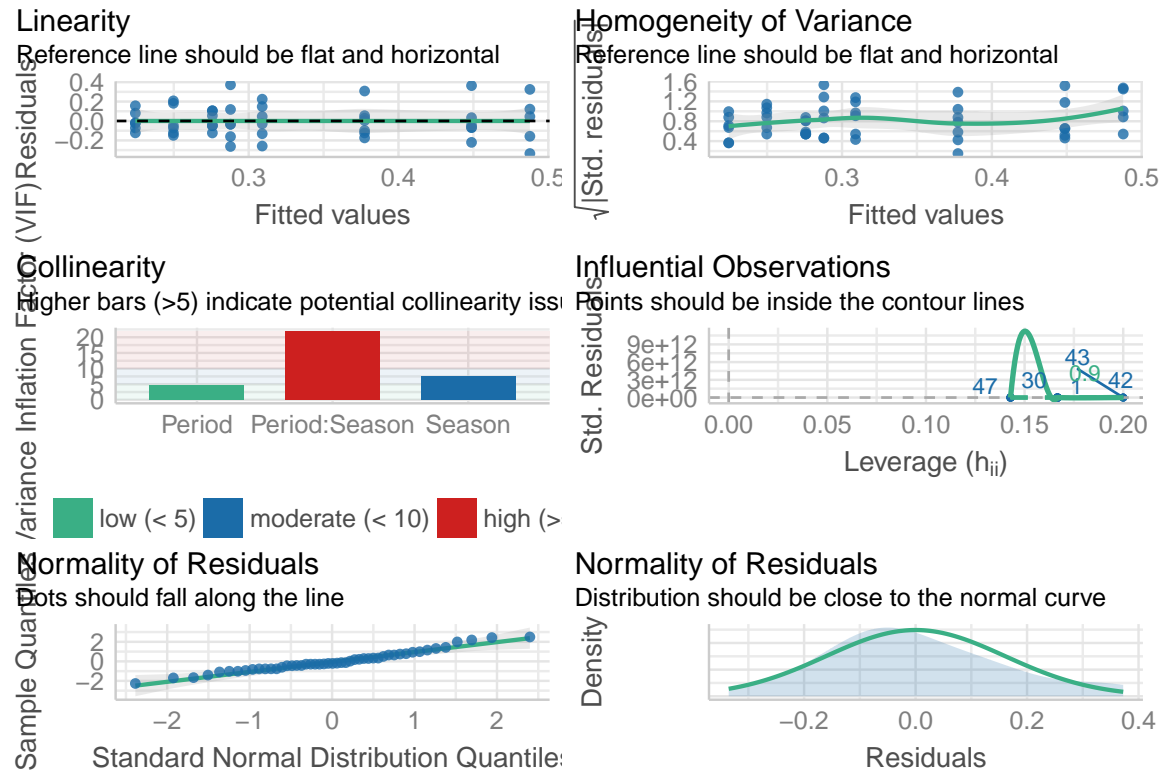 Linearity
Reference line should be flat and horizontal
Residuals
0.4
0.2
0.0
−0.2
0.3
0.4
0.5
Fitted values
Homogeneity of Variance
Reference line should be flat and horizontal
√|Std. residuals|
1.6
1.2
0.8
0.4
0.3
0.4
0.5
Fitted values
Collinearity
Higher bars (>5) indicate potential collinearity issu
Variance Inflation Factor (VIF)
20
15
10
5
0
Period
Period:Season
Season
low (< 5)
moderate (< 10)
high (>
Influential Observations
Points should be inside the contour lines
Std. Residuals
9e+12
6e+12
3e+12
0e+00
47
30
43
0.9
1
42
0.00
0.05
0.10
0.15
0.20
Leverage (hii)
Normality of Residuals
Dots should fall along the line
Sample Quantiles
2
0
−2
−2
−1
0
1
2
Standard Normal Distribution Quantiles
Normality of Residuals
Distribution should be close to the normal curve
Density
−0.2
0.0
0.2
0.4
Residuals